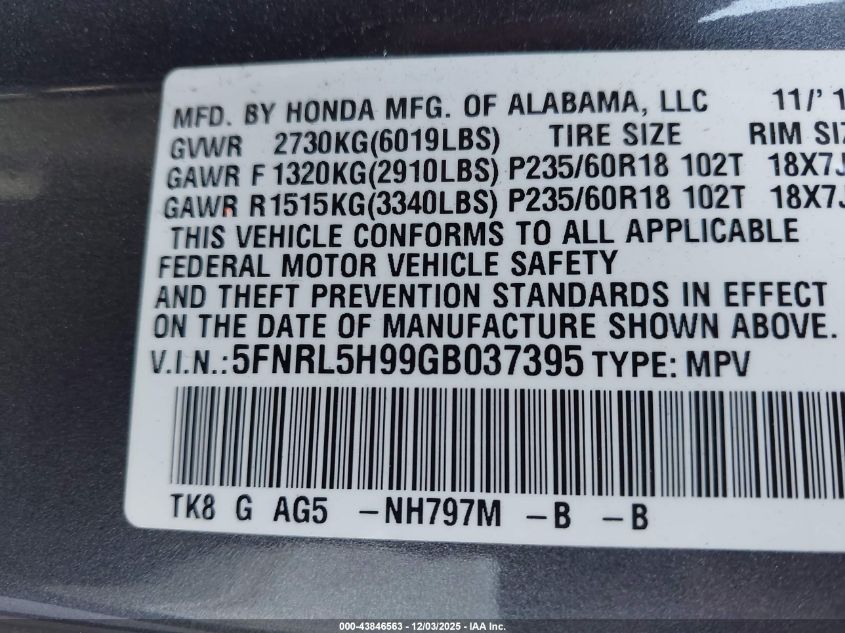 MFD. BY HONDA MFG. OF ALABAMA, LLC 11/'1
GVWR 2730KG(6019LBS) TIRE SIZE RIM SIZ
GAWR F 1320KG(2910LBS) P235/60R18 102T 18X7J
GAWR R1515KG(3340LBS) P235/60R18 102T 18X7J
THIS VEHICLE CONFORMS TO ALL APPLICABLE
FEDERAL MOTOR VEHICLE SAFETY
AND THEFT PREVENTION STANDARDS IN EFFECT
ON THE DATE OF MANUFACTURE SHOWN ABOVE.
V.I.N.: 5FNRL5H99GB037395 TYPE: MPV
TK8 G AG5 -NH797M -B -B
000-43846563 - 12/03/2025 - IAA Inc.